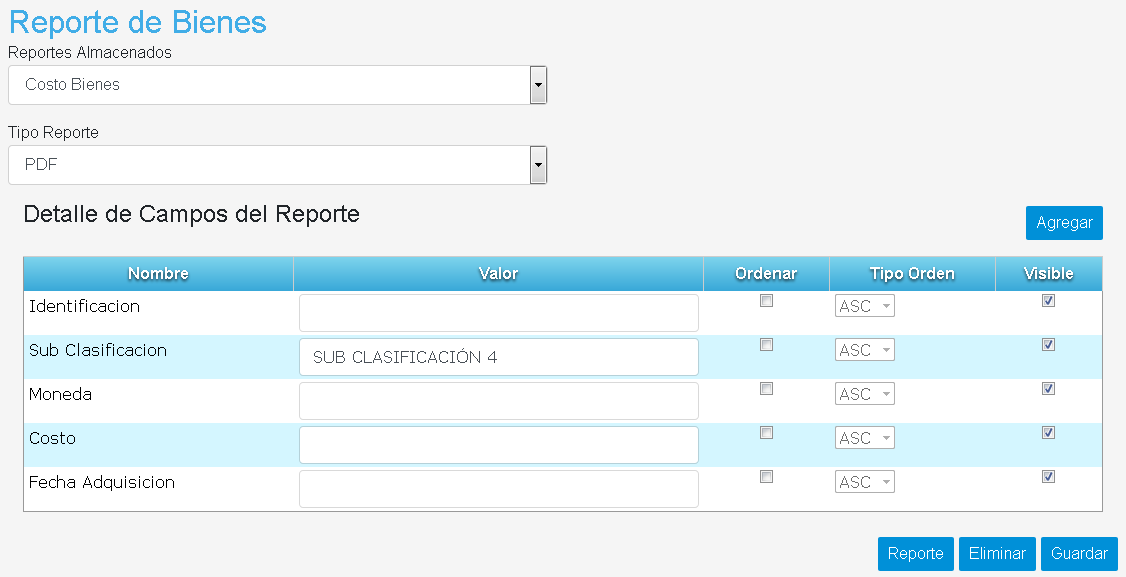 Reporte de Bienes
Reportes Almacenados
Costo Bienes
Tipo Reporte
PDF
Detalle de Campos del Reporte
Agregar
Nombre Valor Ordenar Tipo Orden Visible
Identificacion ASC
Sub Clasificacion SUB CLASIFICACIÓN 4 ASC
Moneda ASC
Costo ASC
Fecha Adquisicion ASC
Reporte Eliminar Guardar